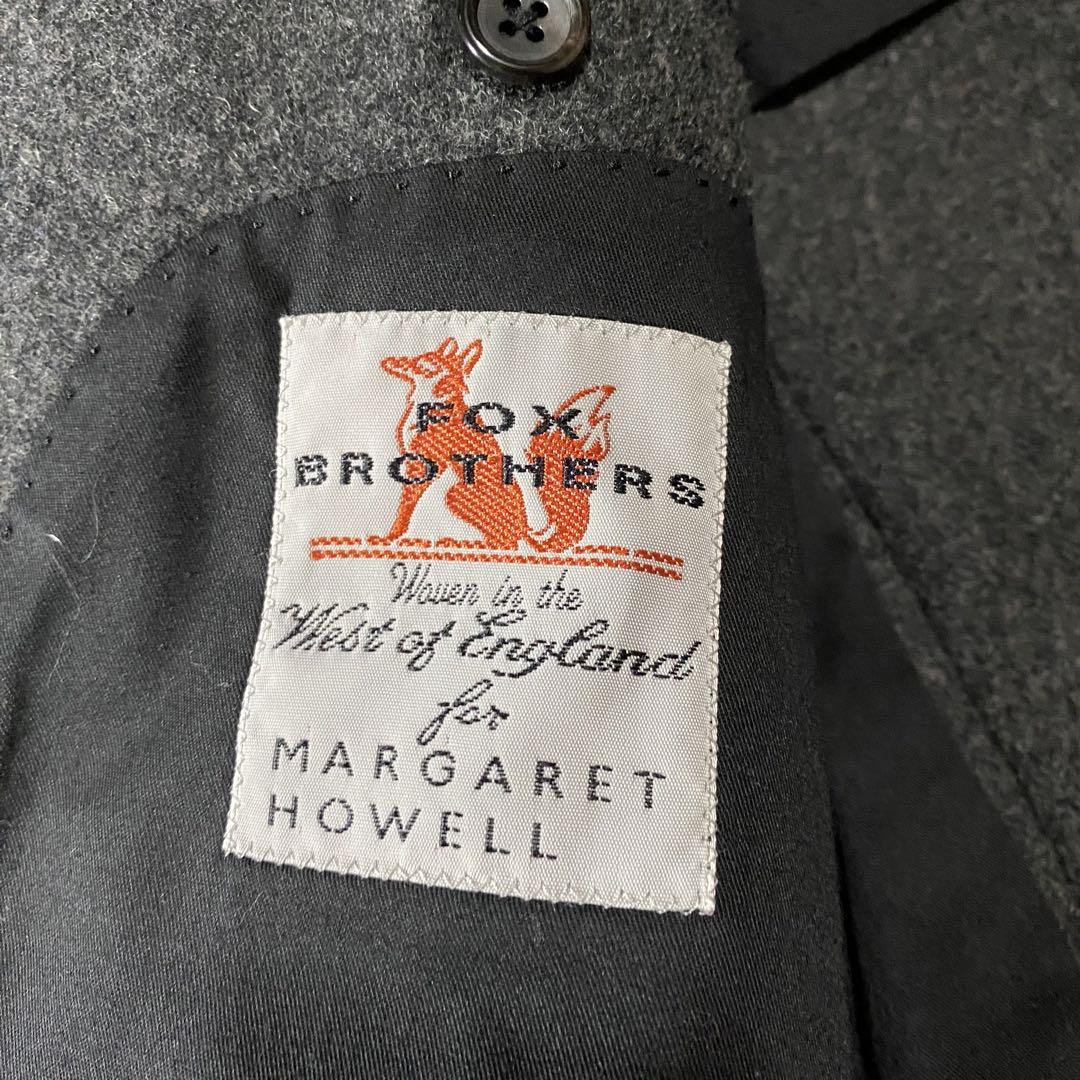 FOX
BROTHERS
Woven in the
West of England
for
MARGARET
HOWELL